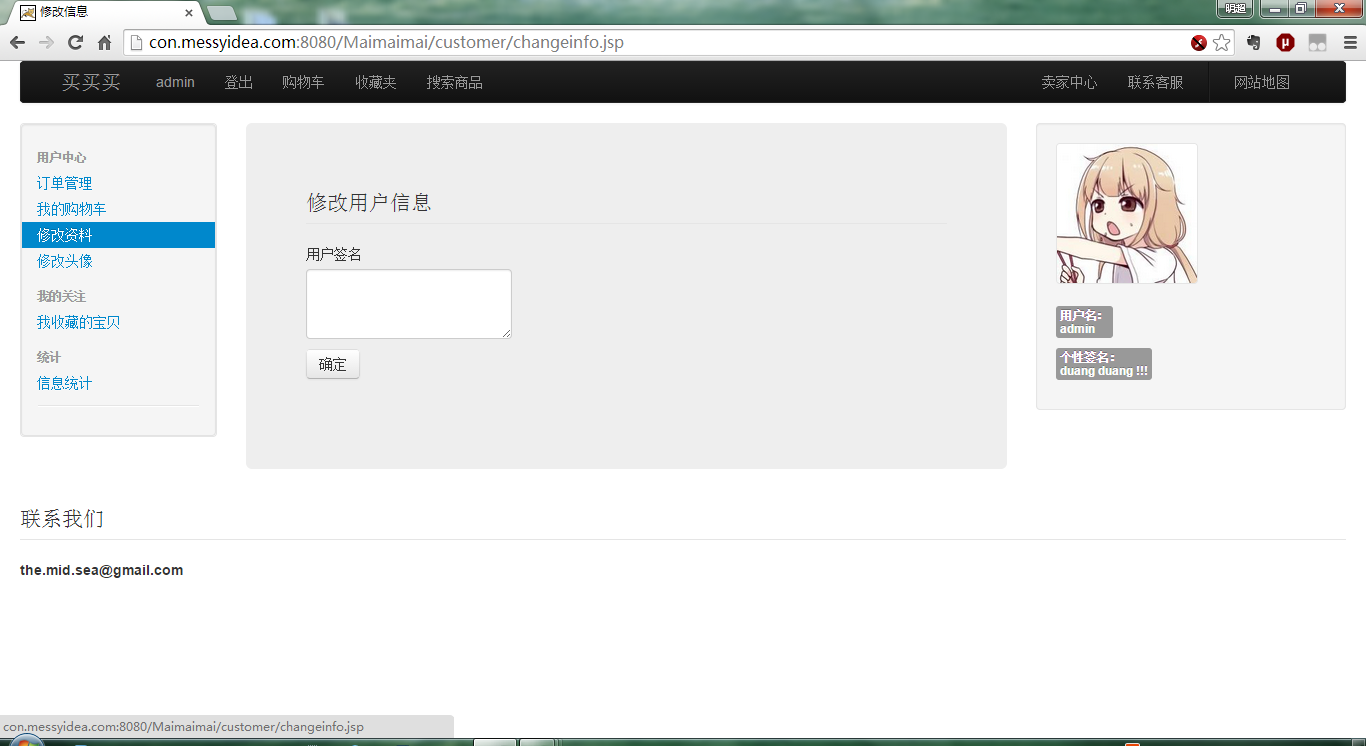 修改信息
明超
con.messyidea.com:8080/Maimaimai/customer/changeinfo.jsp
买买买 admin 登出 购物车 收藏夹 搜索商品 卖家中心 联系客服 网站地图
用户中心
订单管理
我的购物车
修改资料
修改头像
我的关注
我收藏的宝贝
统计
信息统计
修改用户信息
用户签名
确定
用户名：
admin
个性签名：
duang duang !!!
联系我们
the.mid.sea@gmail.com
con.messyidea.com:8080/Maimaimai/customer/changeinfo.jsp